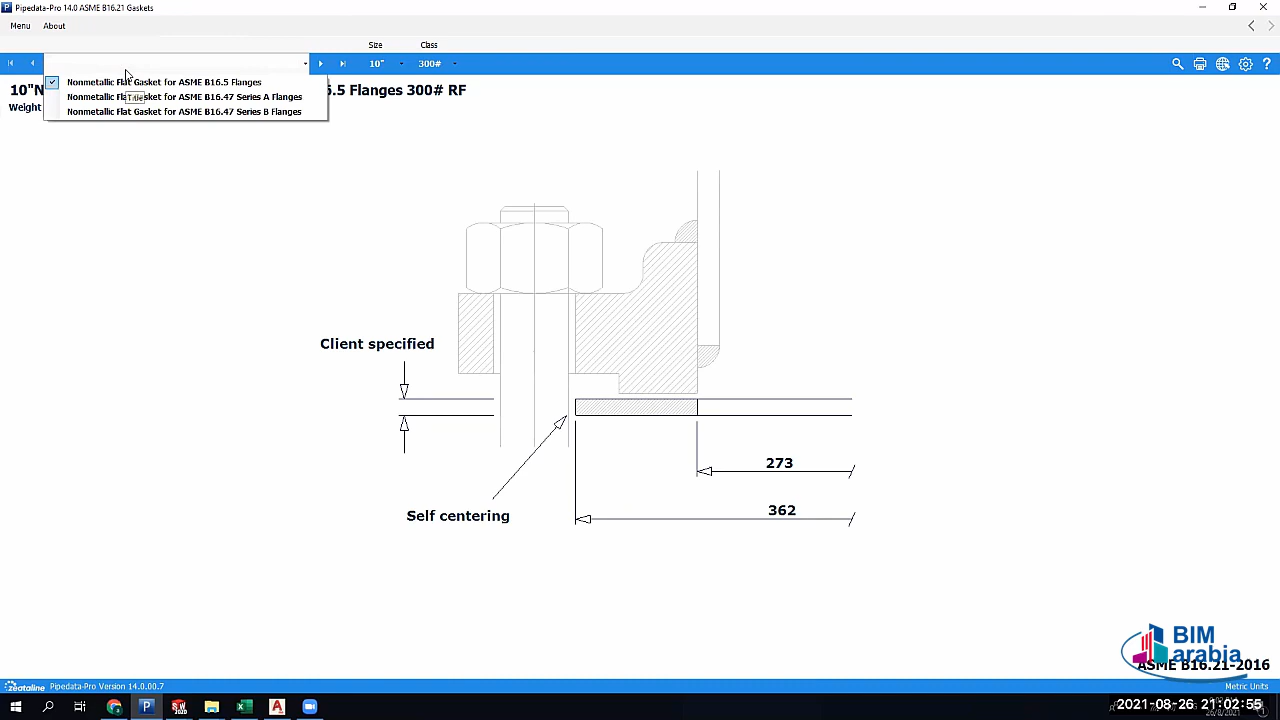 Pipedata-Pro 14.0 ASME B16.21 Gaskets
Menu About
Size Class
10" 300#
Nonmetallic Flat Gasket for ASME B16.5 Flanges
Nonmetallic Flat Gasket for ASME B16.47 Series A Flanges
Nonmetallic Flat Gasket for ASME B16.47 Series B Flanges
10"N .5 Flanges 300# RF
Weight
Client specified
273
362
Self centering
BIM
arabia
ASME B16.21-2016
Zeataline Pipedata-Pro Version 14.0.00.7 Metric Units
2021-08-26 21:02:55